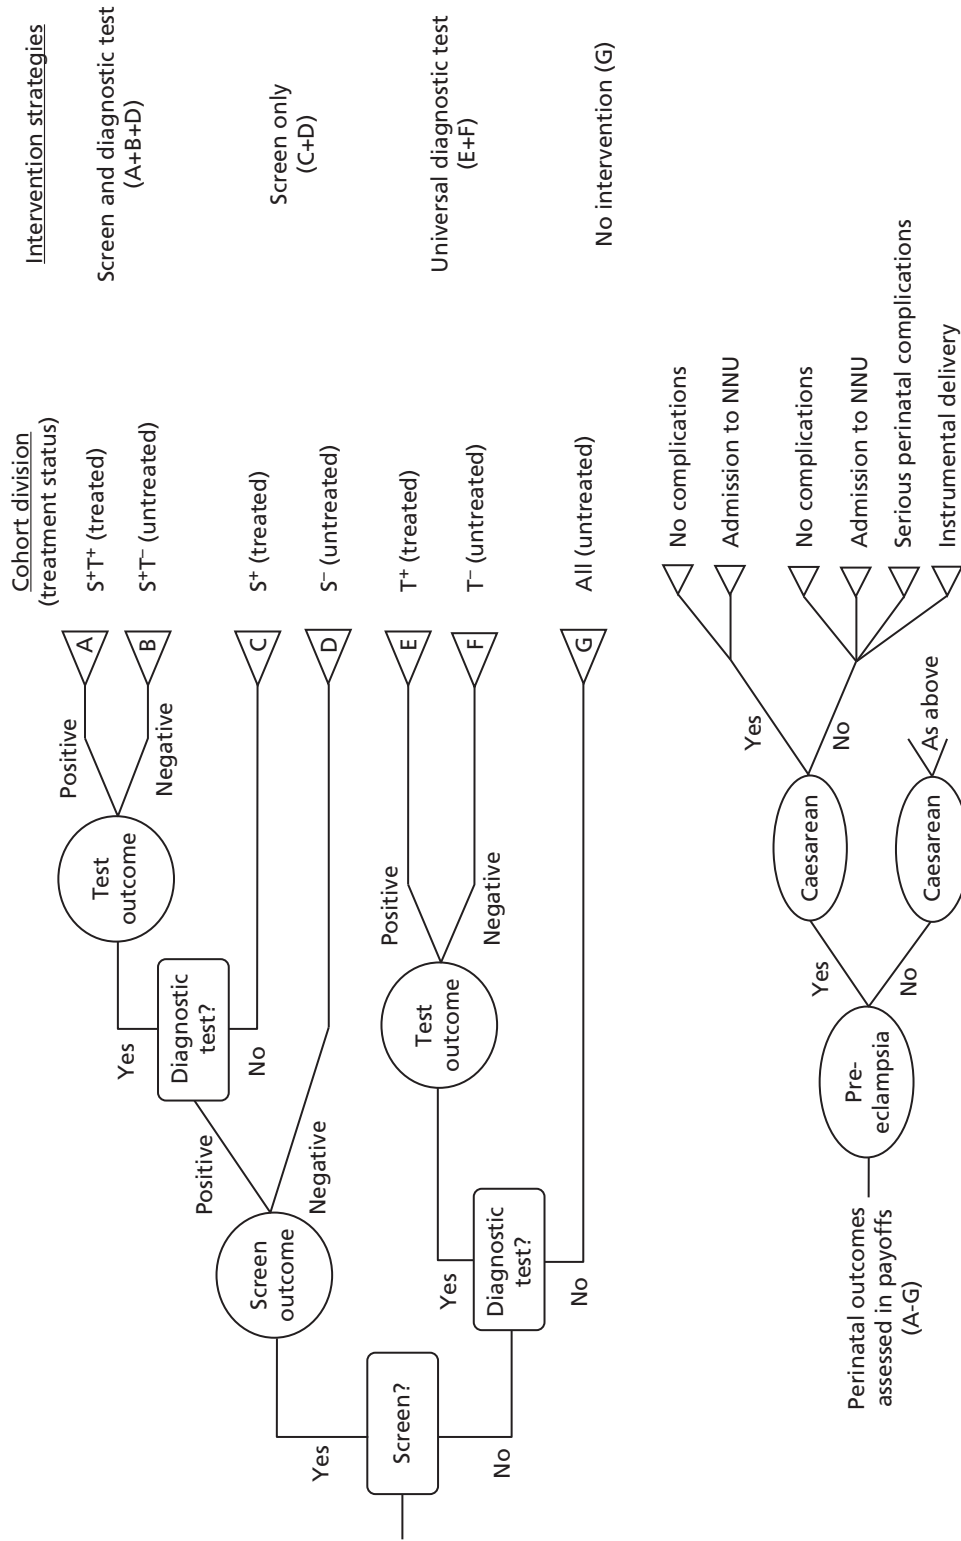 Cohort division
(treatment status)
Intervention strategies
Screen?
Yes
No
Screen
outcome
Positive
Negative
Diagnostic
test?
Yes
No
Test
outcome
Positive
Negative
A
S+T+ (treated)
B
S+T– (untreated)
Screen and diagnostic test
(A+B+D)
C
S+ (treated)
D
S– (untreated)
Screen only
(C+D)
Diagnostic
test?
Yes
No
Test
outcome
Positive
Negative
E
T+ (treated)
F
T– (untreated)
Universal diagnostic test
(E+F)
G
All (untreated)
No intervention (G)
Perinatal outcomes
assessed in payoffs
(A-G)
Pre-
eclampsia
Yes
No
Caesarean
Yes
No
No complications
Admission to NNU
No complications
Admission to NNU
Serious perinatal complications
Instrumental delivery
Caesarean
As above